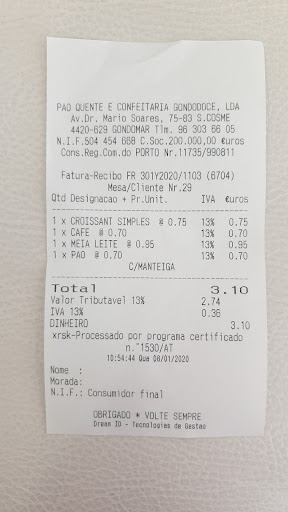 PAO QUENTE E CONFEITARIA GONDODOCE, LDA
Av.Dr. Mario Soares, 75-83 S.COSME
4420-629 GONDOMAR Tlm. 96 303 66 05
N.I.F.504 454 668 C.Soc.200.000,00 €uros
Cons.Reg.Com.do PORTO Nr.11735/990811
Fatura-Recibo FR 301Y2020/1103 (6704)
Mesa/Cliente Nr.29
Qtd Designacao + Pr.Unit. IVA €uros
1 x CROISSANT SIMPLES @ 0.75 13% 0.75
1 x CAFE @ 0.70 13% 0.70
1 x MEIA LEITE @ 0.95 13% 0.95
1 x PAO @ 0.70 13% 0.70
C/MANTEIGA
Total 3.10
Valor Tributavel 13% 2.74
IVA 13% 0.36
DINHEIRO 3.10
xrsk-Processado por programa certificado
n.º1530/AT
10:54:44 Qua 08/01/2020
Nome :
Morada:
N.I.F.: Consumidor final
OBRIGADO * VOLTE SEMPRE
Dream ID - Tecnologias de Gestao